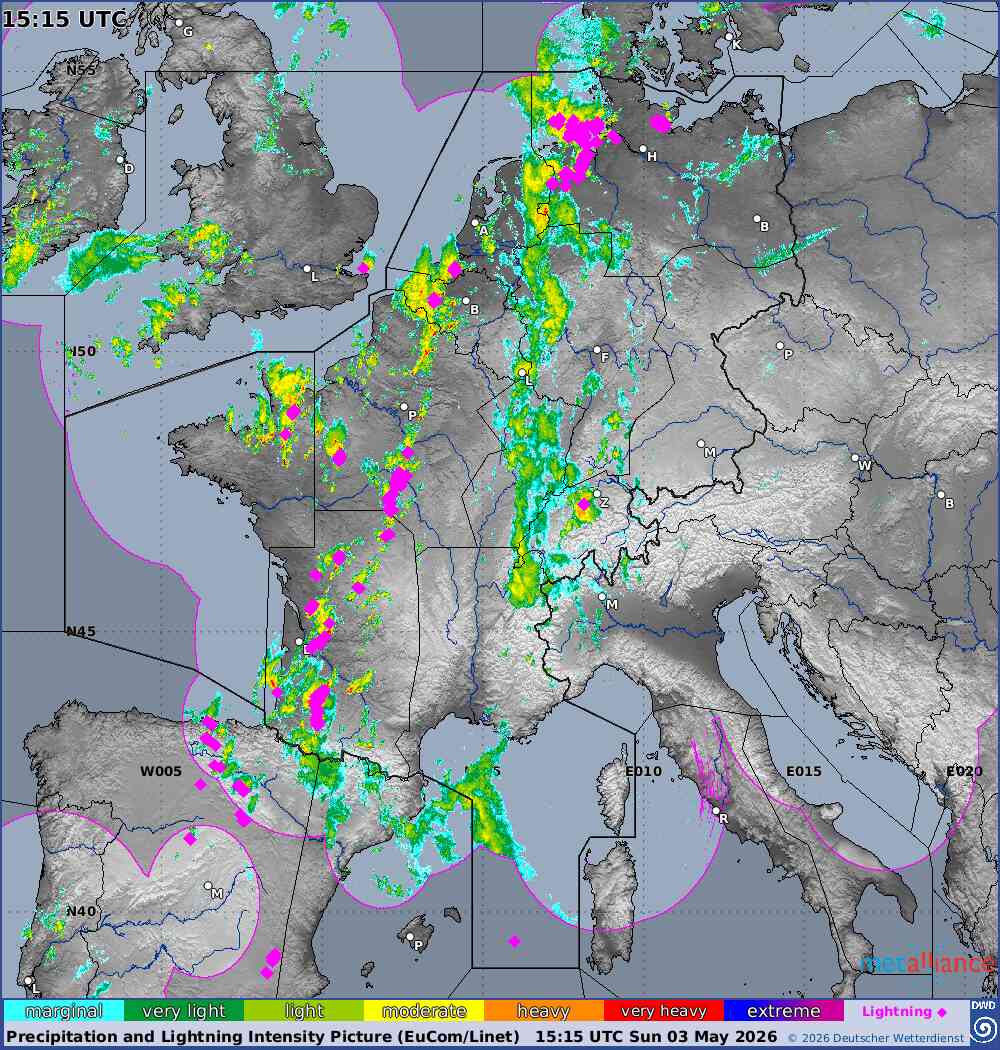 15:15 UTC
G
K
N55
D
H
A
B
L
B
N50
F
P
L
P
M
W
Z
B
M
N45
W005
E010
E015
E020
R
M
N40
P
L
metalliance
marginal very light light moderate heavy very heavy extreme Lightning
DWD
Precipitation and Lightning Intensity Picture (EuCom/Linet) 15:15 UTC Sun 03 May 2026 © 2026 Deutscher Wetterdienst